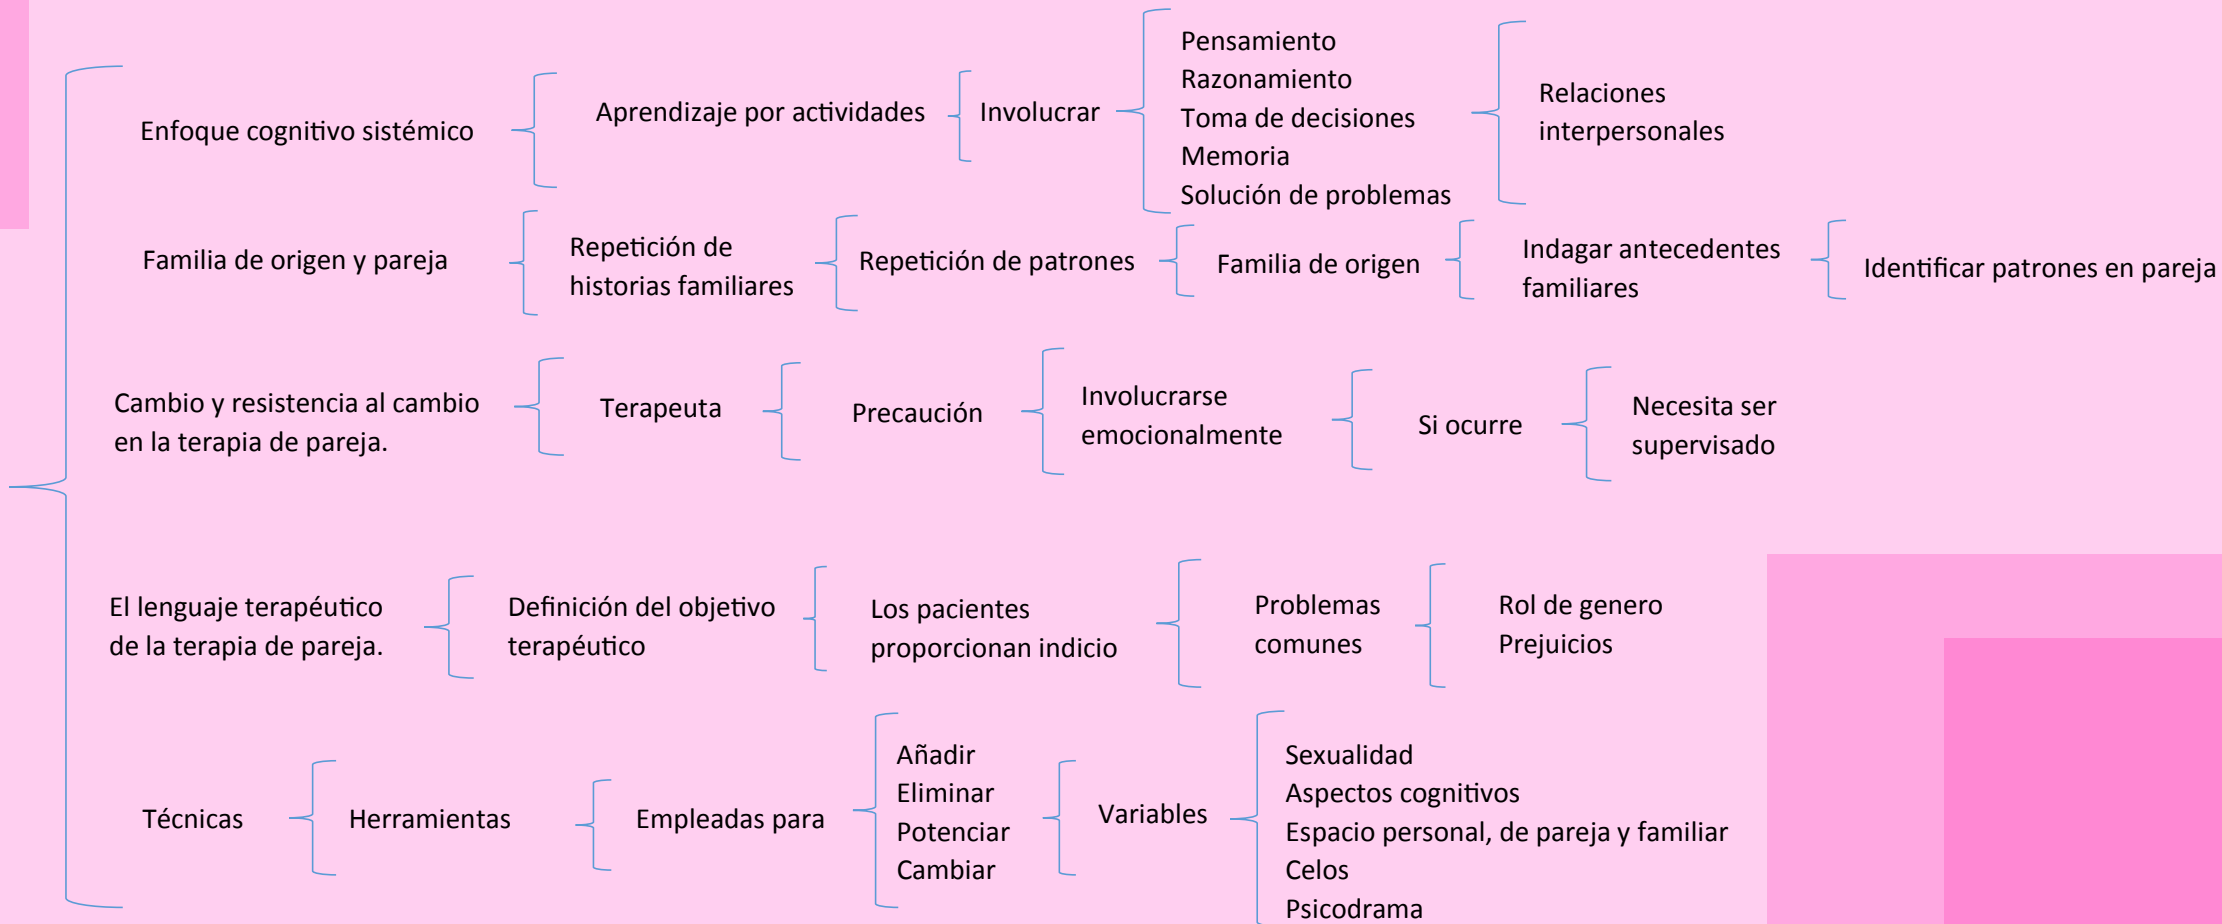 Enfoque cognitivo sistémico
Aprendizaje por actividades
Involucrar
Pensamiento
Razonamiento
Toma de decisiones
Memoria
Solución de problemas
Relaciones
interpersonales
Familia de origen y pareja
Repetición de
historias familiares
Repetición de patrones
Familia de origen
Indagar antecedentes
familiares
Identificar patrones en pareja
Cambio y resistencia al cambio
en la terapia de pareja.
Terapeuta
Precaución
Involucrarse
emocionalmente
Si ocurre
Necesita ser
supervisado
El lenguaje terapéutico
de la terapia de pareja.
Definición del objetivo
terapéutico
Los pacientes
proporcionan indicio
Problemas
comunes
Rol de genero
Prejuicios
Técnicas
Herramientas
Empleadas para
Añadir
Eliminar
Potenciar
Cambiar
Variables
Sexualidad
Aspectos cognitivos
Espacio personal, de pareja y familiar
Celos
Psicodrama